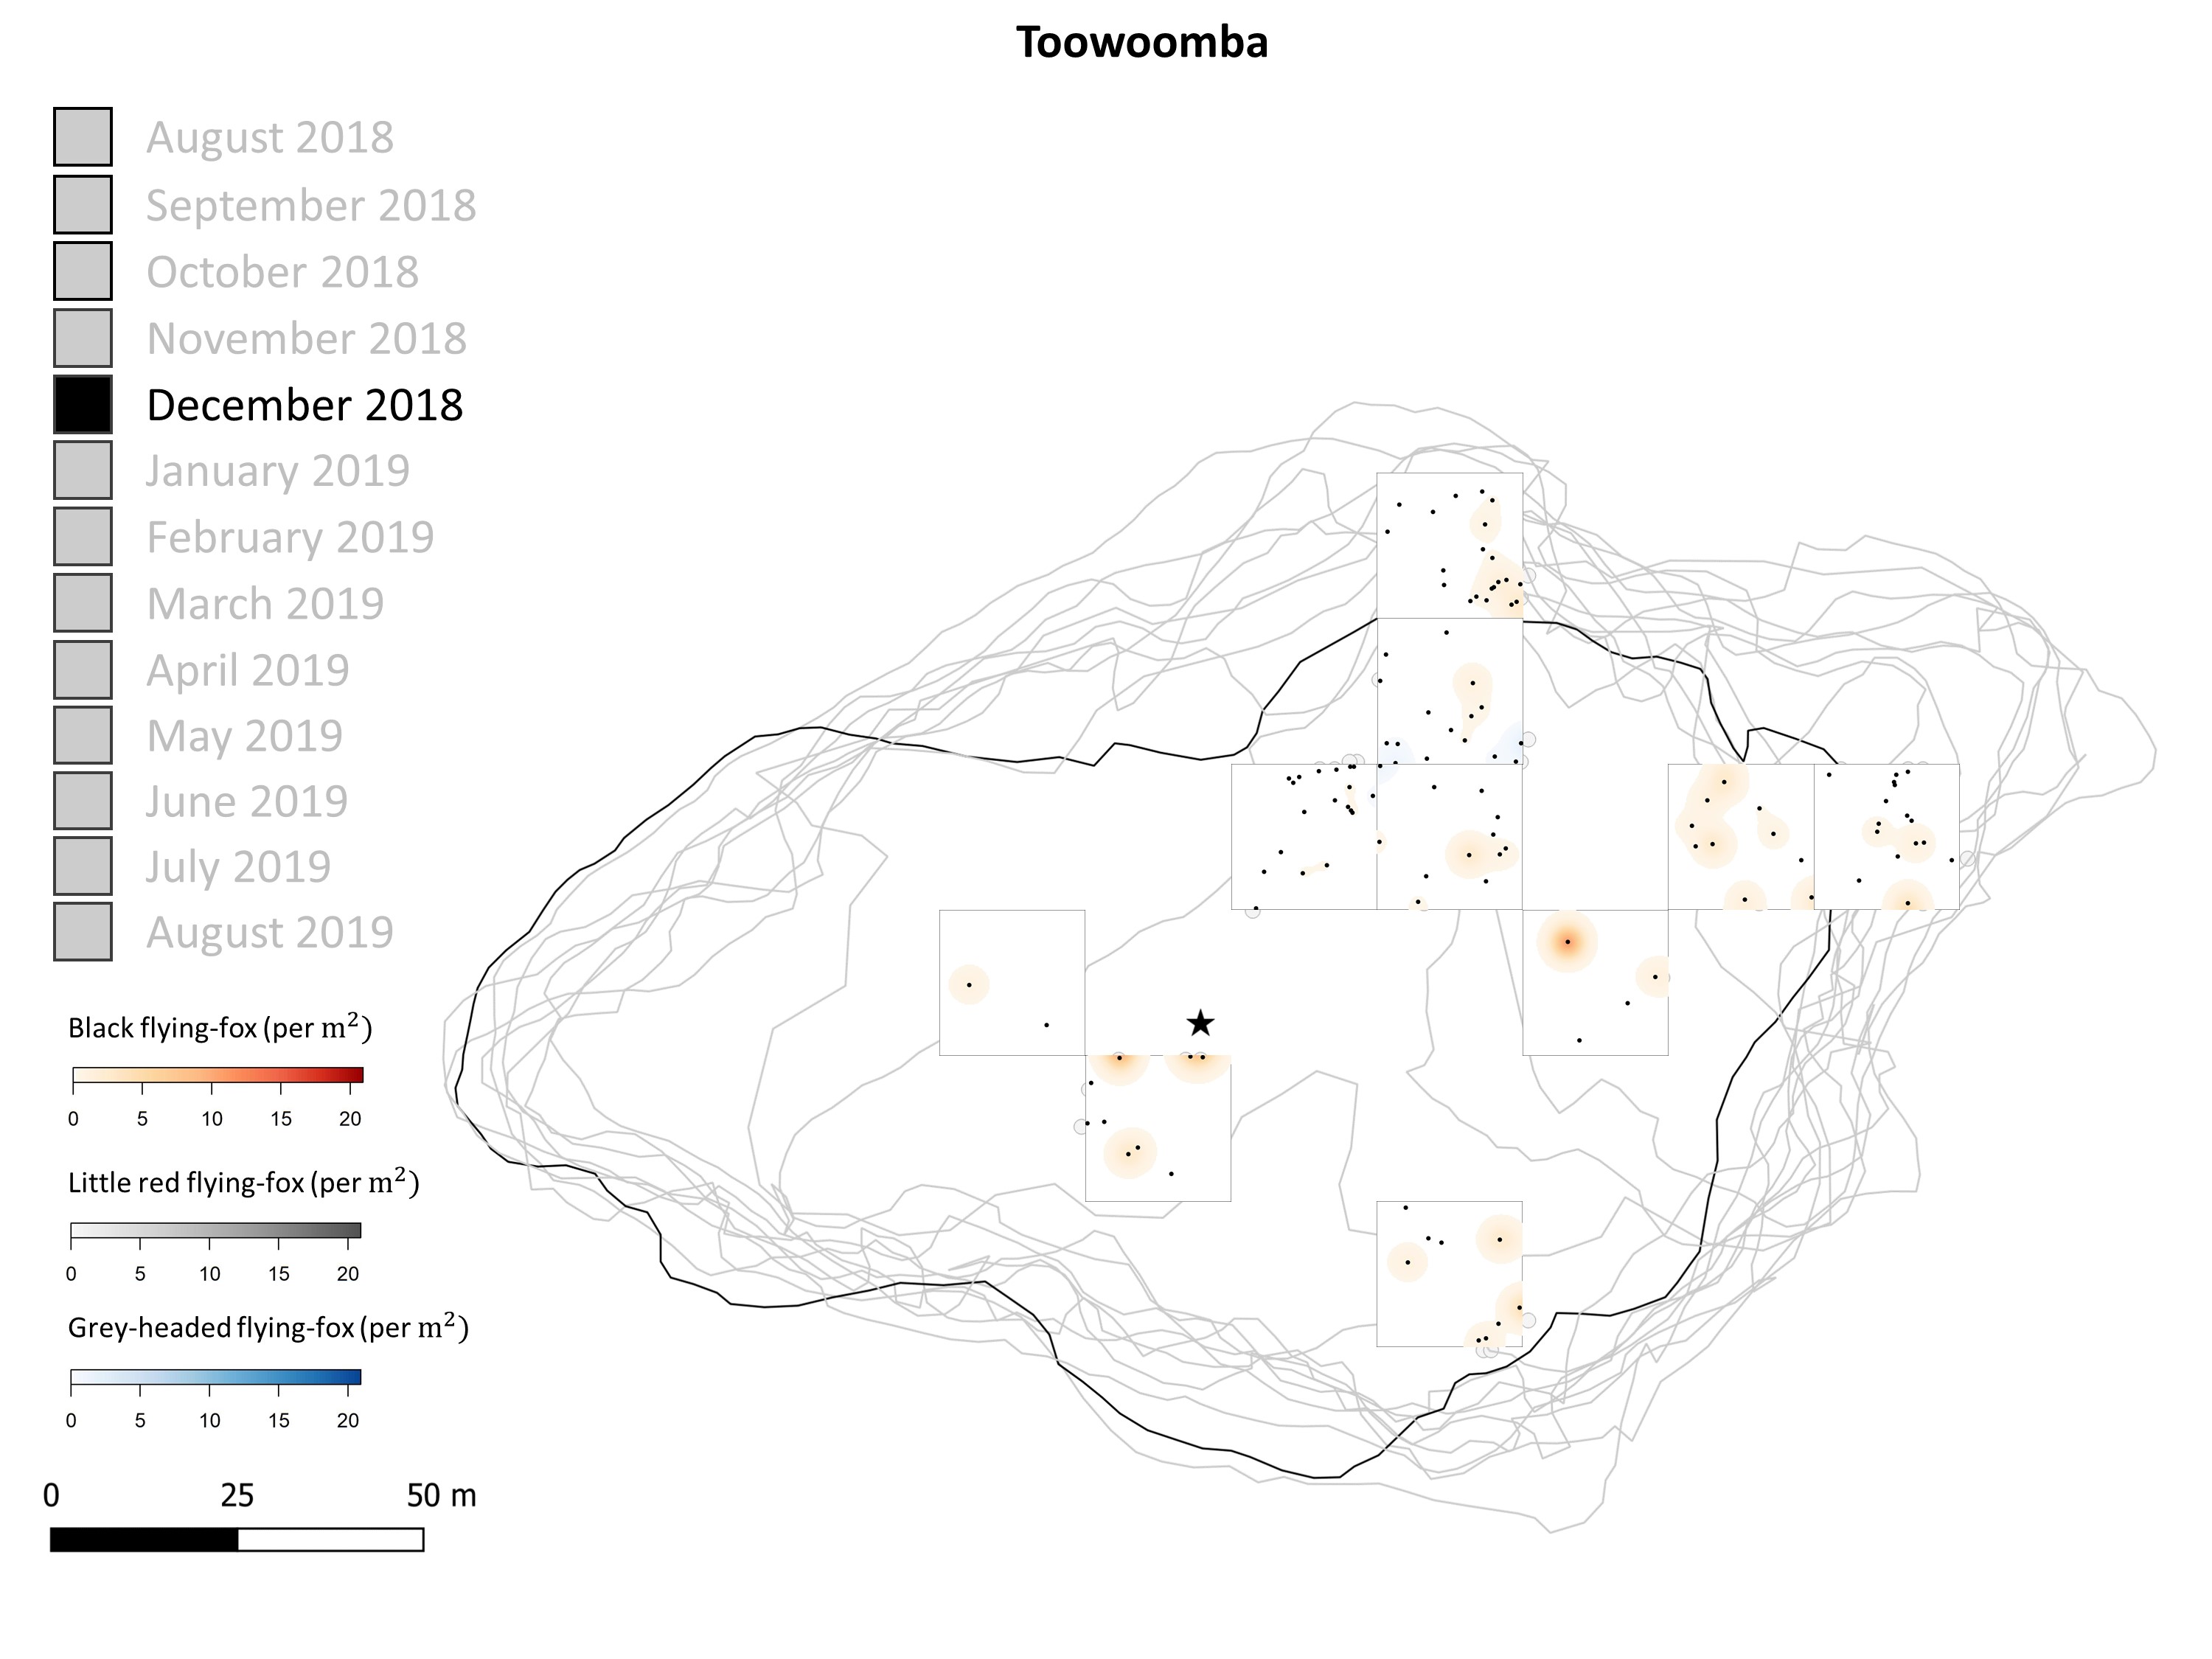 Toowoomba
August 2018
September 2018
October 2018
November 2018
December 2018
January 2019
February 2019
March 2019
April 2019
May 2019
June 2019
July 2019
August 2019
Black flying-fox (per m²)
0 5 10 15 20
Little red flying-fox (per m²)
0 5 10 15 20
Grey-headed flying-fox (per m²)
0 5 10 15 20
0 25 50 m